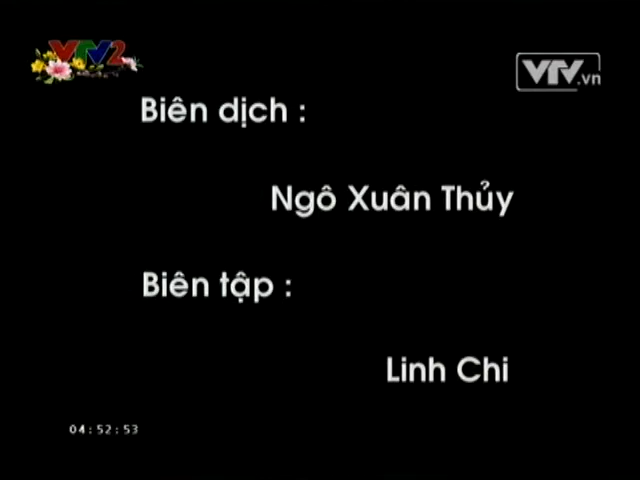 VTV2
VTV.vn
Biên dịch :
Ngô Xuân Thủy
Biên tập :
Linh Chi
04:52:53